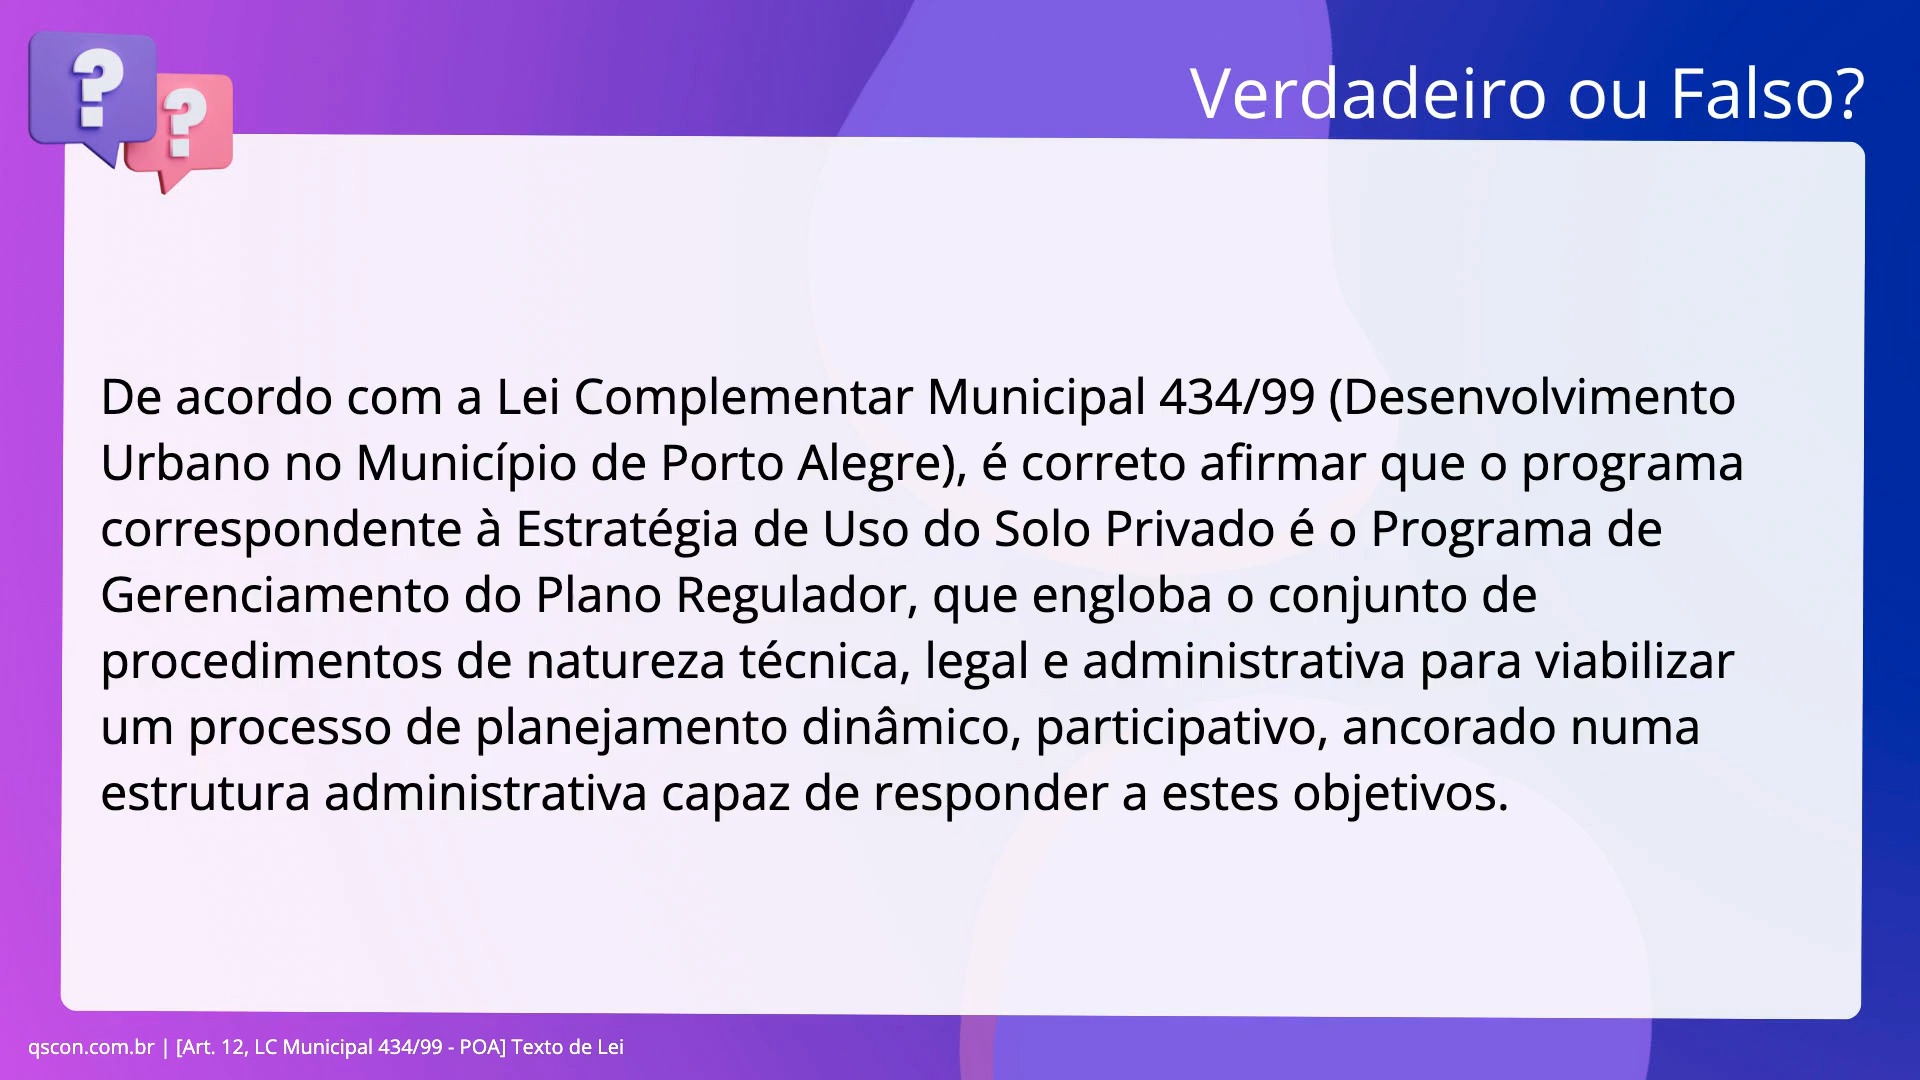 Verdadeiro ou Falso?
De acordo com a Lei Complementar Municipal 434/99 (Desenvolvimento
Urbano no Município de Porto Alegre), é correto afirmar que o programa
correspondente à Estratégia de Uso do Solo Privado é o Programa de
Gerenciamento do Plano Regulador, que engloba o conjunto de
procedimentos de natureza técnica, legal e administrativa para viabilizar
um processo de planejamento dinâmico, participativo, ancorado numa
estrutura administrativa capaz de responder a estes objetivos.
qscon.com.br | [Art. 12, LC Municipal 434/99 - POA] Texto de Lei